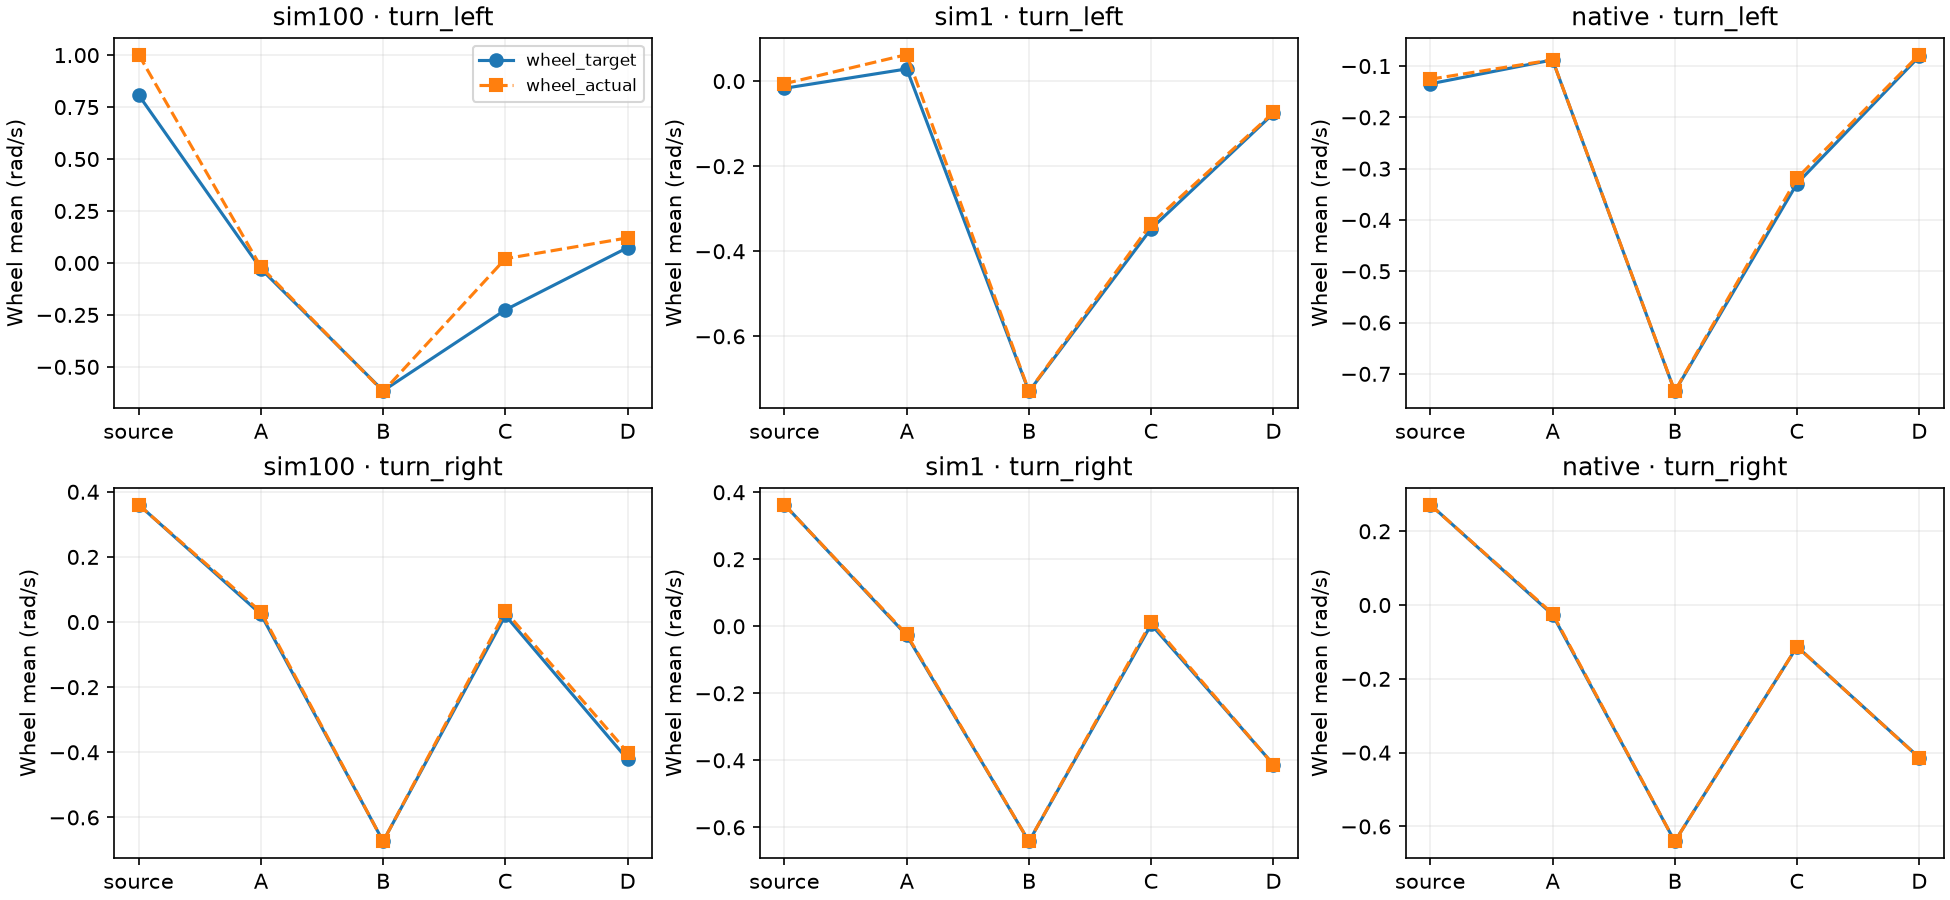 sim100 · turn_left
Wheel mean (rad/s)
1.00
0.75
0.50
0.25
0.00
−0.25
−0.50
wheel_target
wheel_actual
source A B C D
sim1 · turn_left
Wheel mean (rad/s)
0.0
−0.2
−0.4
−0.6
source A B C D
native · turn_left
Wheel mean (rad/s)
−0.1
−0.2
−0.3
−0.4
−0.5
−0.6
−0.7
source A B C D
sim100 · turn_right
Wheel mean (rad/s)
0.4
0.2
0.0
−0.2
−0.4
−0.6
source A B C D
sim1 · turn_right
Wheel mean (rad/s)
0.4
0.2
0.0
−0.2
−0.4
−0.6
source A B C D
native · turn_right
Wheel mean (rad/s)
0.2
0.0
−0.2
−0.4
−0.6
source A B C D